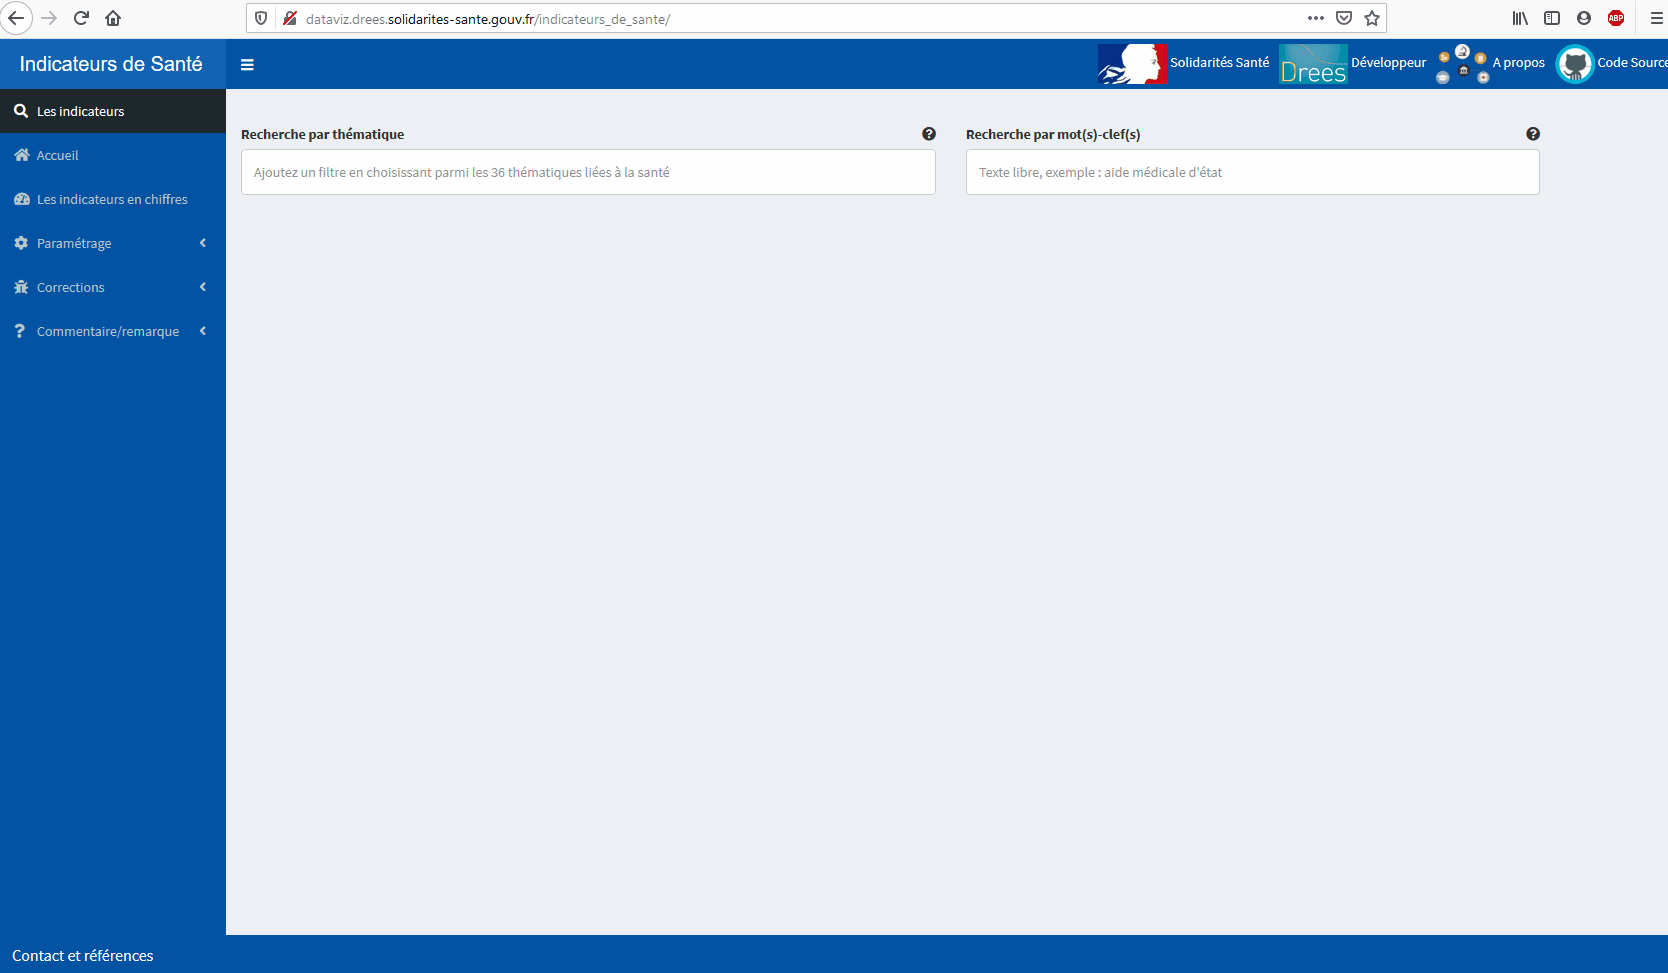 dataviz.drees.solidarites-sante.gouv.fr/indicateurs_de_sante/
ABP
Indicateurs de Santé
Solidarités Santé
Drees
Développeur
A propos
Code Source
Les indicateurs
Accueil
Les indicateurs en chiffres
Paramétrage
Corrections
Commentaire/remarque
Recherche par thématique
Ajoutez un filtre en choisissant parmi les 36 thématiques liées à la santé
Recherche par mot(s)-clef(s)
Texte libre, exemple : aide médicale d'état
Contact et références